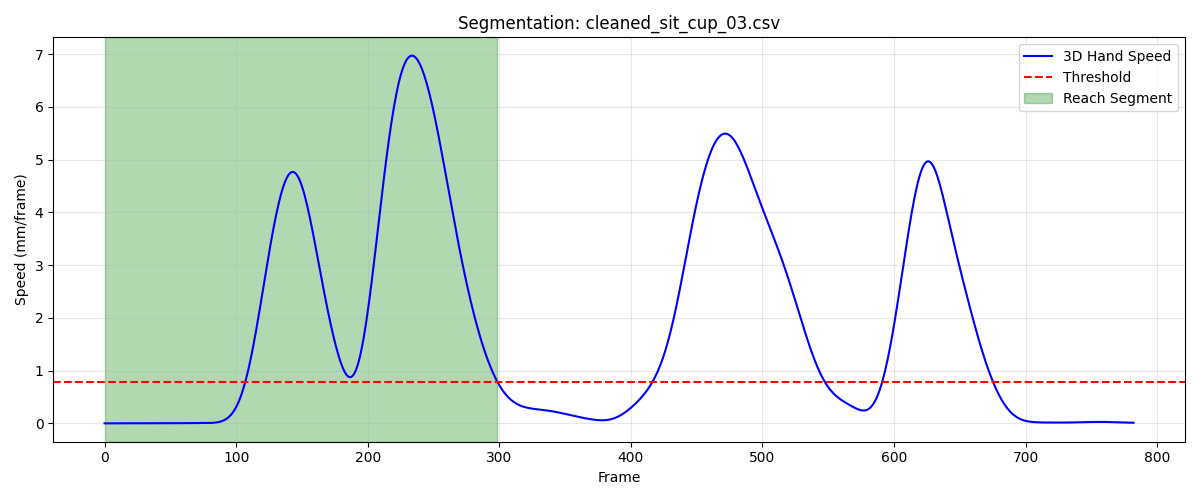 Segmentation: cleaned_sit_cup_03.csv
3D Hand Speed
Threshold
Reach Segment
Speed (mm/frame)
7
6
5
4
3
2
1
0
0 100 200 300 400 500 600 700 800
Frame